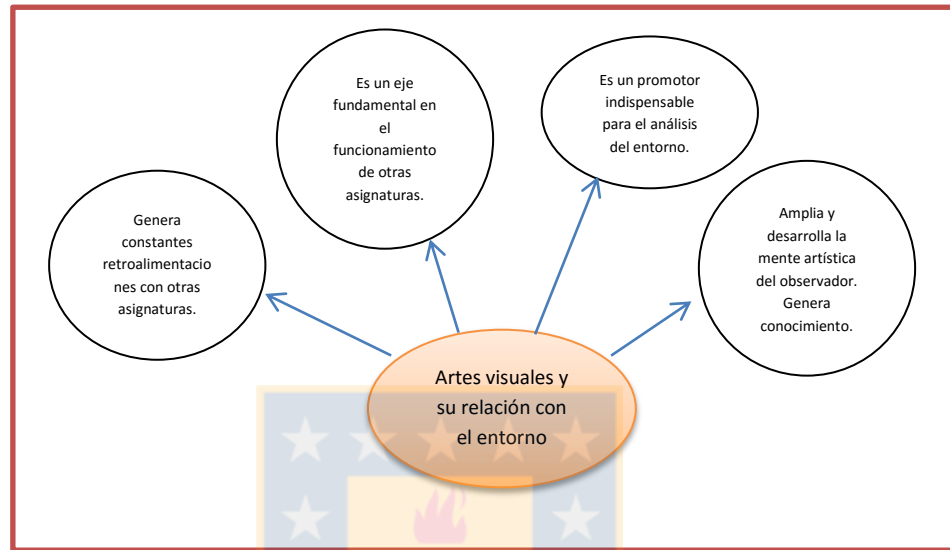 Es un eje
fundamental en
el
funcionamiento
de otras
asignaturas.
Es un promotor
indispensable
para el análisis
del entorno.
Genera
constantes
retroalimentacio
nes con otras
asignaturas.
Amplia y
desarrolla la
mente artística
del observador.
Genera
conocimiento.
Artes visuales y
su relación con
el entorno